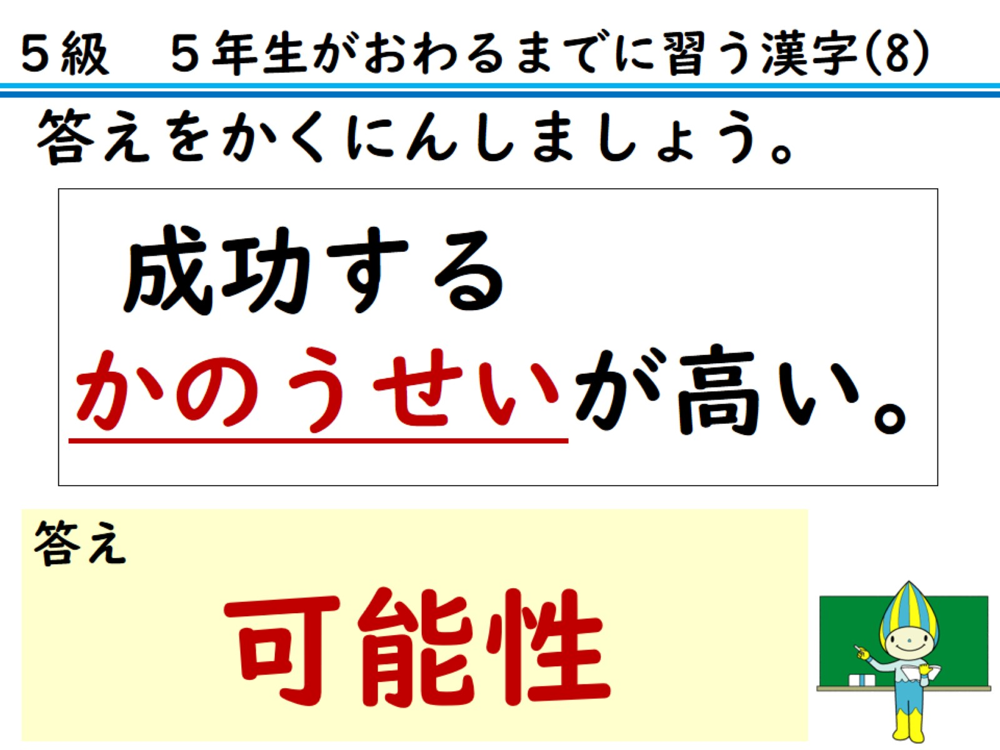 ５級　５年生がおわるまでに習う漢字(8)
答えをかくにんしましょう。
成功する
かのうせいが高い。
答え
可能性